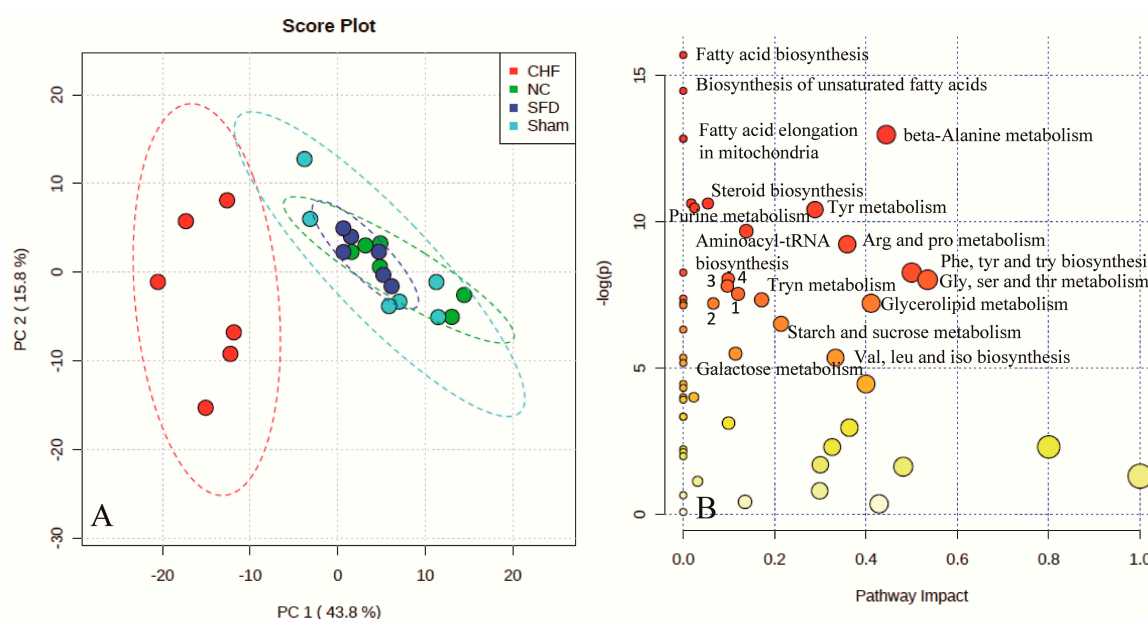 Score Plot
CHF
NC
SFD
Sham
20
10
0
-10
-20
-30
PC 2 ( 15.8 %)
A
-20
-10
0
10
20
PC 1 ( 43.8 %)
15
10
5
0
-log(p)
Fatty acid biosynthesis
Biosynthesis of unsaturated fatty acids
Fatty acid elongation
in mitochondria
beta-Alanine metabolism
Steroid biosynthesis
Tyr metabolism
Purine metabolism
Aminoacyl-tRNA
biosynthesis
Arg and pro metabolism
Phe, tyr and try biosynthesi
Gly, ser and thr metabolism
3
4
Tryn metabolism
1
2
Glycerolipid metabolism
Starch and sucrose metabolism
Val, leu and iso biosynthesis
Galactose metabolism
B
0.0
0.2
0.4
0.6
0.8
1.0
Pathway Impact